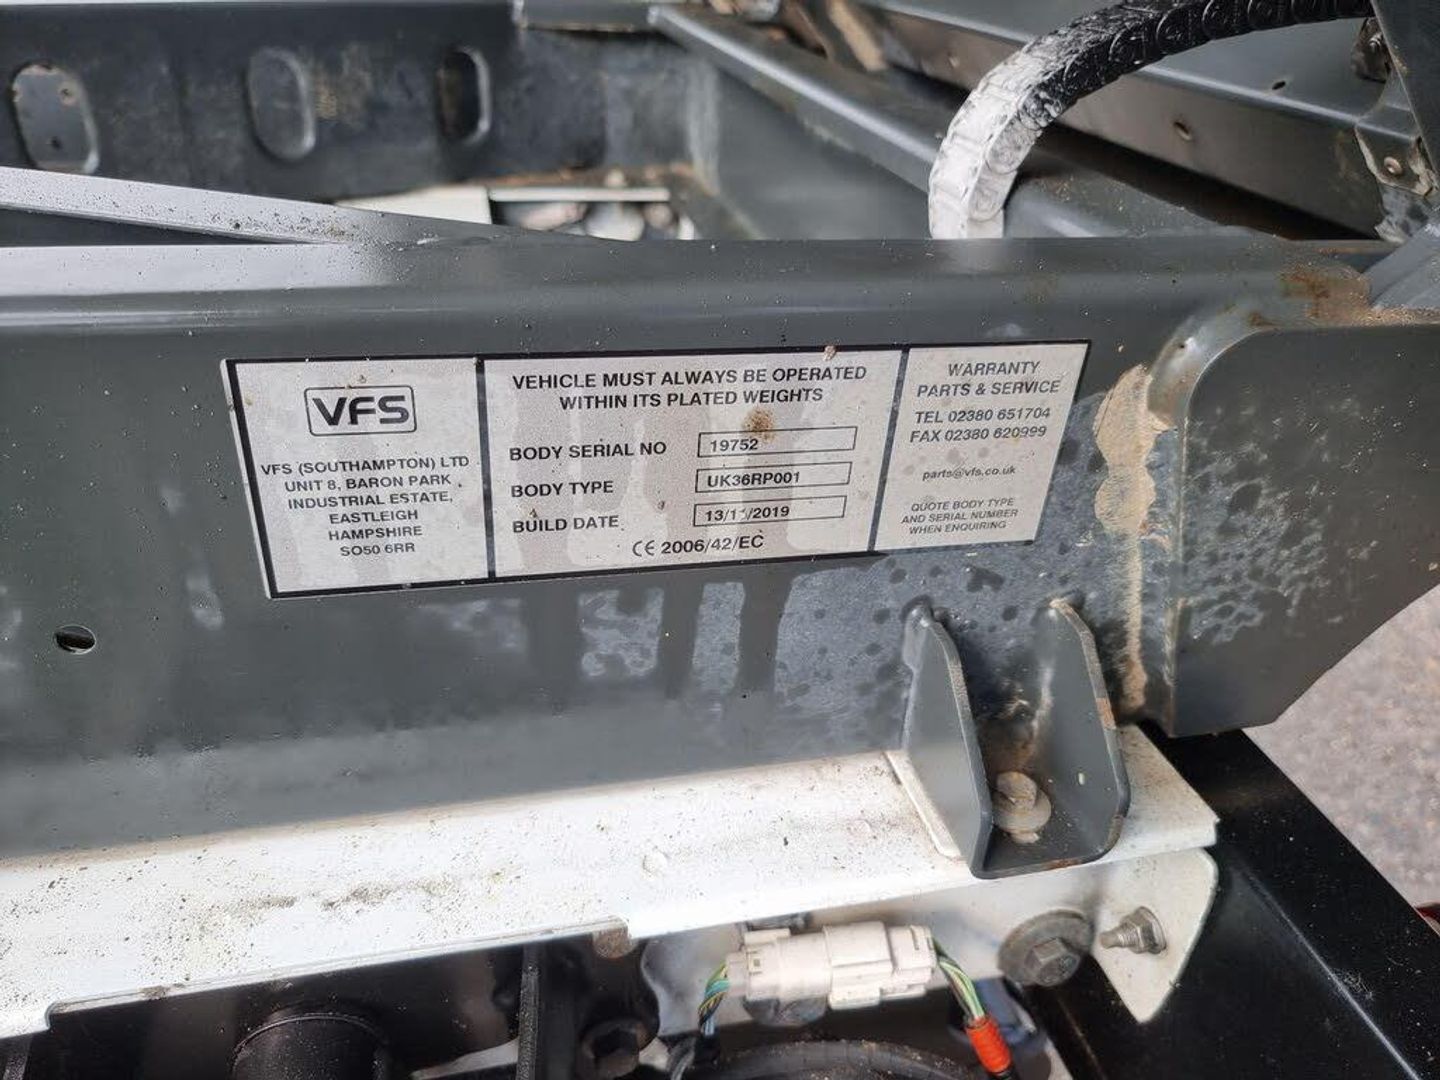 VFS
VFS (SOUTHAMPTON) LTD
UNIT 8, BARON PARK
INDUSTRIAL ESTATE,
EASTLEIGH
HAMPSHIRE
SO50 6RR
VEHICLE MUST ALWAYS BE OPERATED
WITHIN ITS PLATED WEIGHTS
BODY SERIAL NO 19752
BODY TYPE UK36RP001
BUILD DATE 13/11/2019
CE 2006/42/EC
WARRANTY
PARTS & SERVICE
TEL 02380 651704
FAX 02380 620999
parts@vfs.co.uk
QUOTE BODY TYPE
AND SERIAL NUMBER
WHEN ENQUIRING